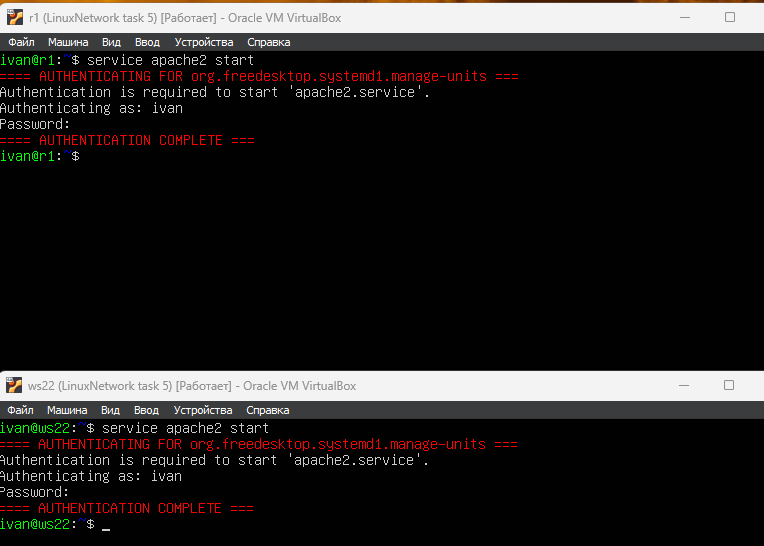 r1 (LinuxNetwork task 5) [Работает] - Oracle VM VirtualBox
Файл Машина Вид Ввод Устройства Справка
ivan@r1:~$ service apache2 start
==== AUTHENTICATING FOR org.freedesktop.systemd1.manage-units ===
Authentication is required to start 'apache2.service'.
Authenticating as: ivan
Password:
==== AUTHENTICATION COMPLETE ===
ivan@r1:~$
ws22 (LinuxNetwork task 5) [Работает] - Oracle VM VirtualBox
Файл Машина Вид Ввод Устройства Справка
ivan@ws22:~$ service apache2 start
==== AUTHENTICATING FOR org.freedesktop.systemd1.manage-units ===
Authentication is required to start 'apache2.service'.
Authenticating as: ivan
Password:
==== AUTHENTICATION COMPLETE ===
ivan@ws22:~$ _